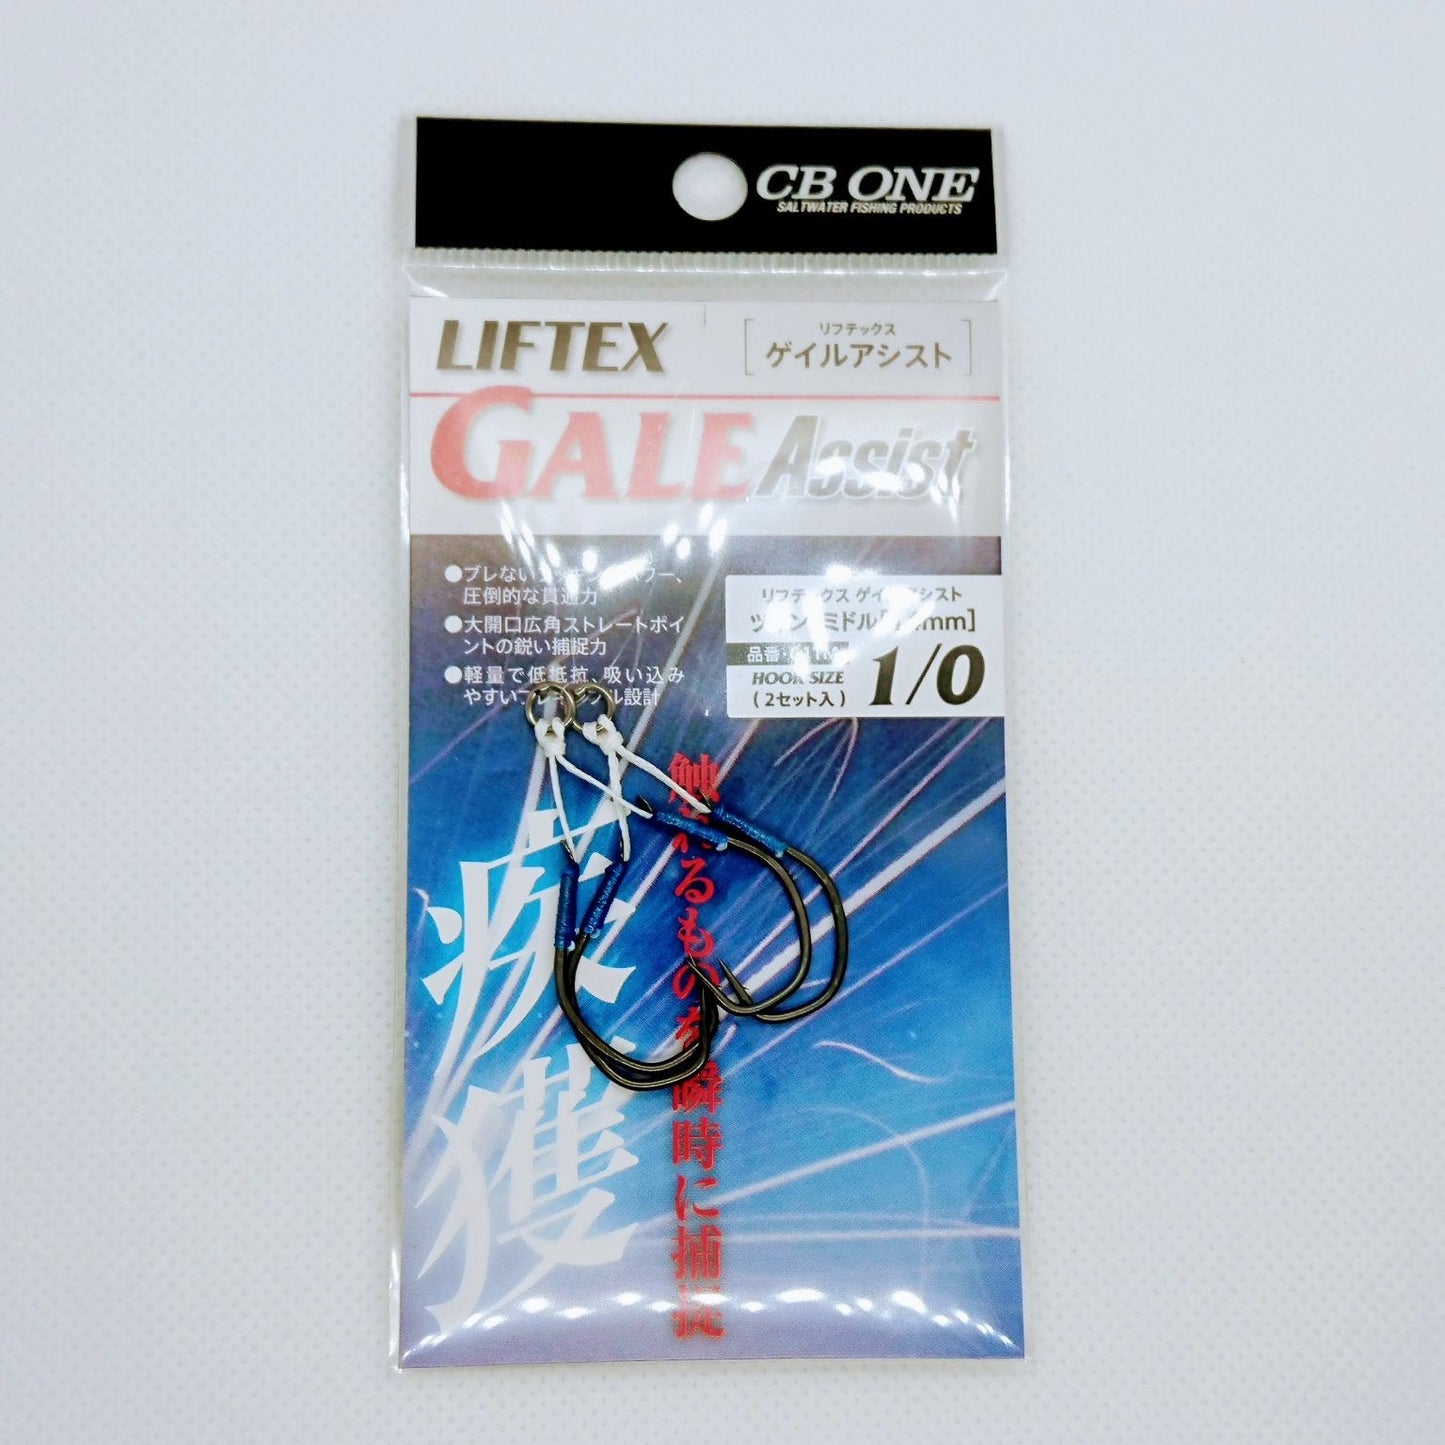 CB ONE
SALTWATER FISHING PRODUCTS
LIFTEX
リフテックス
ゲイルアシスト
GALE Assist
●ブレない
圧倒的な貫通力
●大開口広角ストレートポイ
ントの鋭い捕捉力
●軽量で低抵抗、吸い込み
やすい 設計
リフテックス ゲイルアシスト
ミドル mm]
品番:
HOOK SIZE
(2セット入)
1/0
疾獲
触れるものを瞬時に捕捉